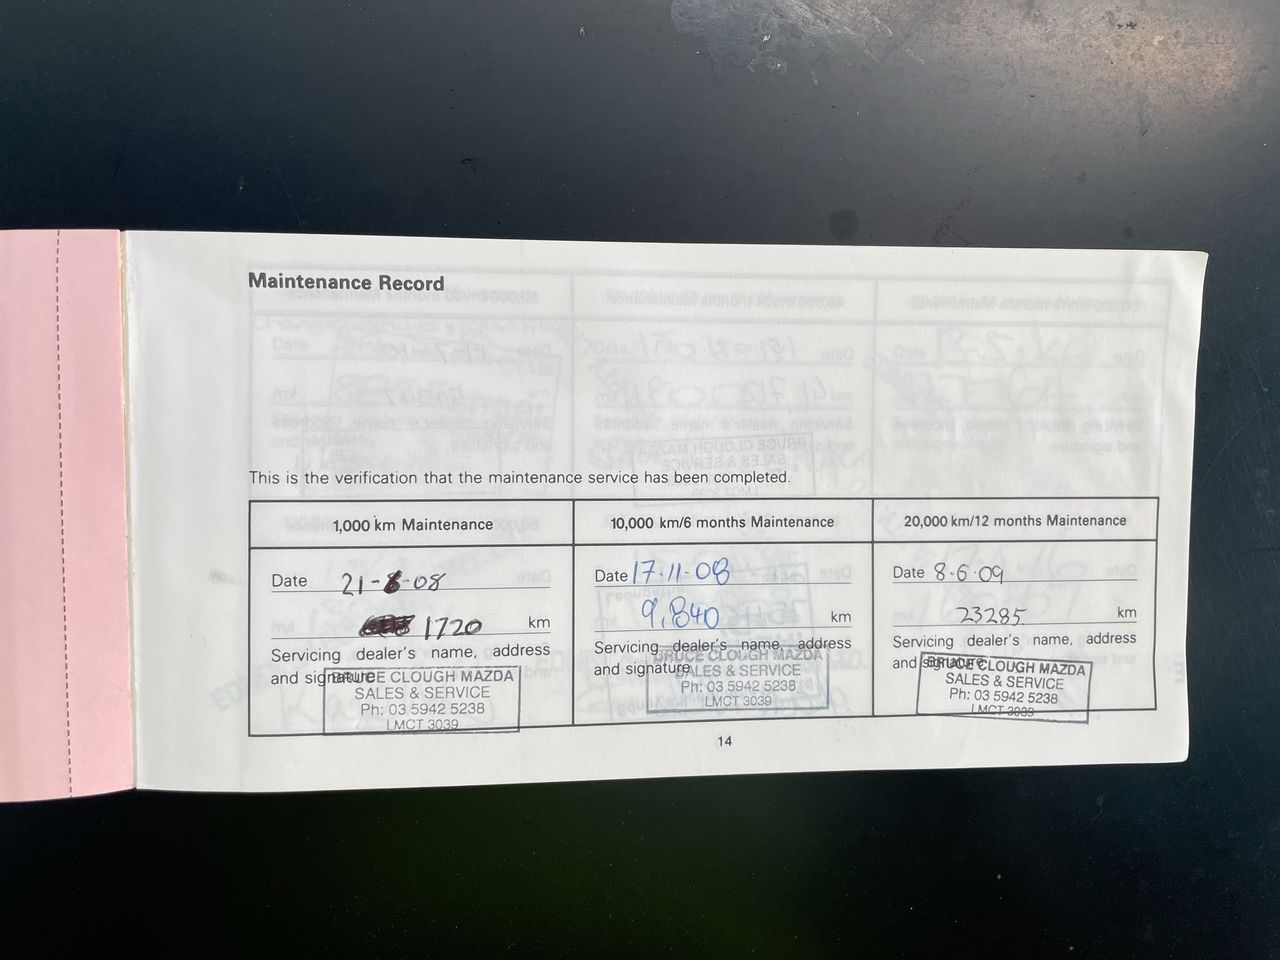 Maintenance Record
This is the verification that the maintenance service has been completed.
1,000 km Maintenance
Date 21-8-08
1720 km
Servicing dealer's name, address
and signature
BRUCE CLOUGH MAZDA
SALES & SERVICE
Ph: 03 5942 5238
LMCT 3039
10,000 km/6 months Maintenance
Date 17.11.08
9,840 km
Servicing dealer's name, address
and signature
BRUCE CLOUGH MAZDA
SALES & SERVICE
Ph: 03 5942 5238
LMCT 3039
20,000 km/12 months Maintenance
Date 8.6.09
23285 km
Servicing dealer's name, address
and signature
BRUCE CLOUGH MAZDA
SALES & SERVICE
Ph: 03 5942 5238
LMCT 3039
14